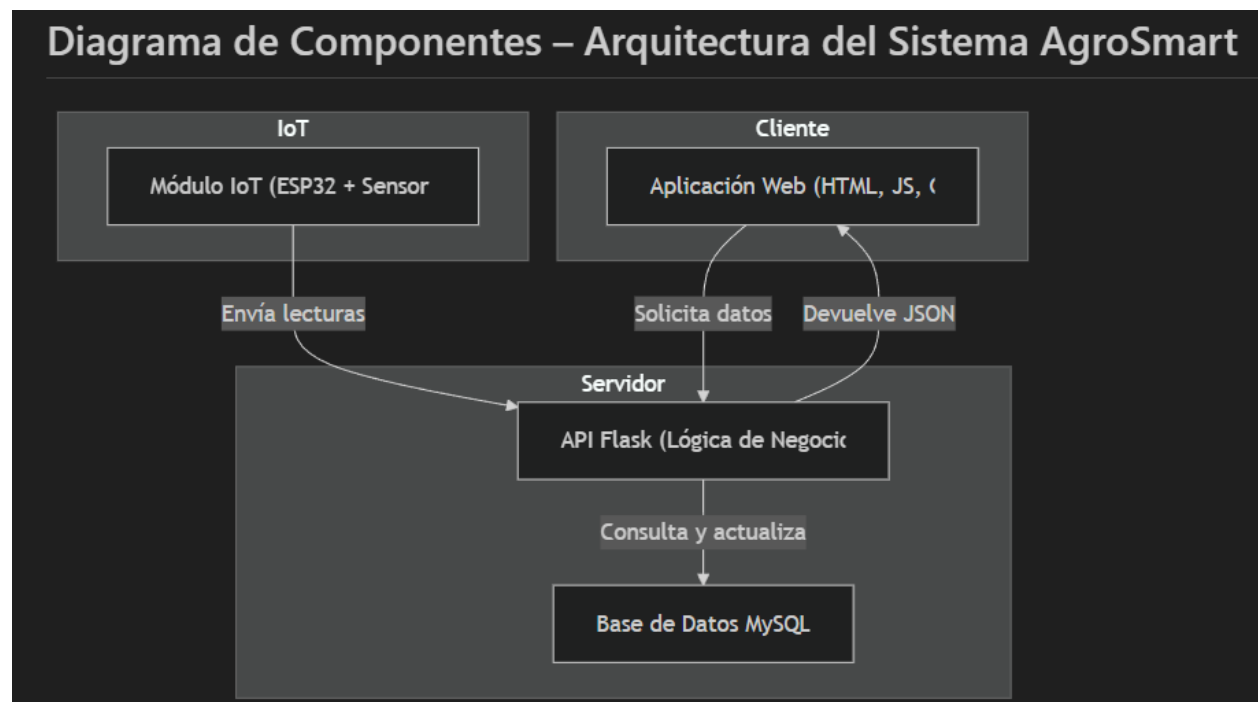 Diagrama de Componentes – Arquitectura del Sistema AgroSmart
IoT
Módulo IoT (ESP32 + Sensor
Cliente
Aplicación Web (HTML, JS,
Envía lecturas
Solicita datos
Devuelve JSON
Servidor
API Flask (Lógica de
Consulta y actualiza
Base de Datos MySQL